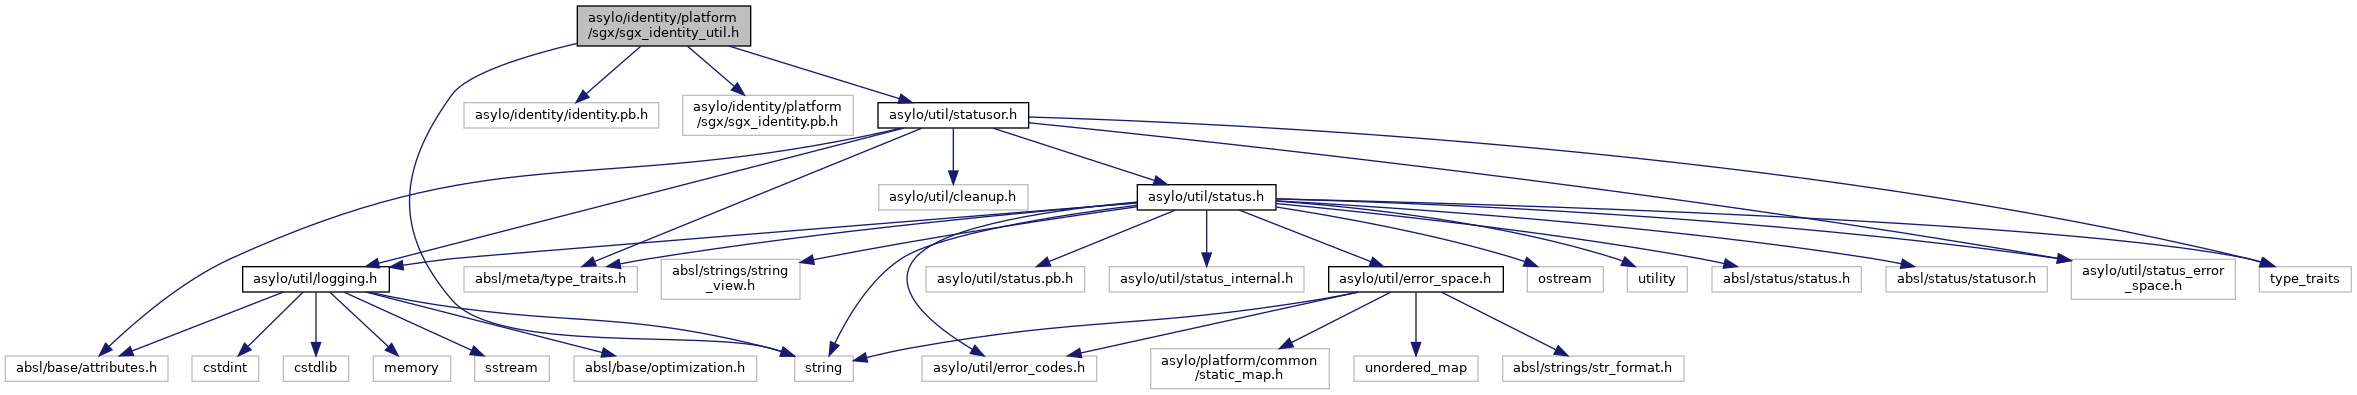 asylo/identity/platform
/sgx/sgx_identity_util.h
asylo/identity/identity.pb.h
asylo/identity/platform
/sgx/sgx_identity.pb.h
asylo/util/statusor.h
asylo/util/cleanup.h
asylo/util/status.h
asylo/util/logging.h
absl/meta/type_traits.h
absl/strings/string
_view.h
asylo/util/status.pb.h
asylo/util/status_internal.h
asylo/util/error_space.h
ostream
utility
absl/status/status.h
absl/status/statusor.h
asylo/util/status_error
_space.h
type_traits
absl/base/attributes.h
cstdint
cstdlib
memory
sstream
absl/base/optimization.h
string
asylo/util/error_codes.h
asylo/platform/common
/static_map.h
unordered_map
absl/strings/str_format.h